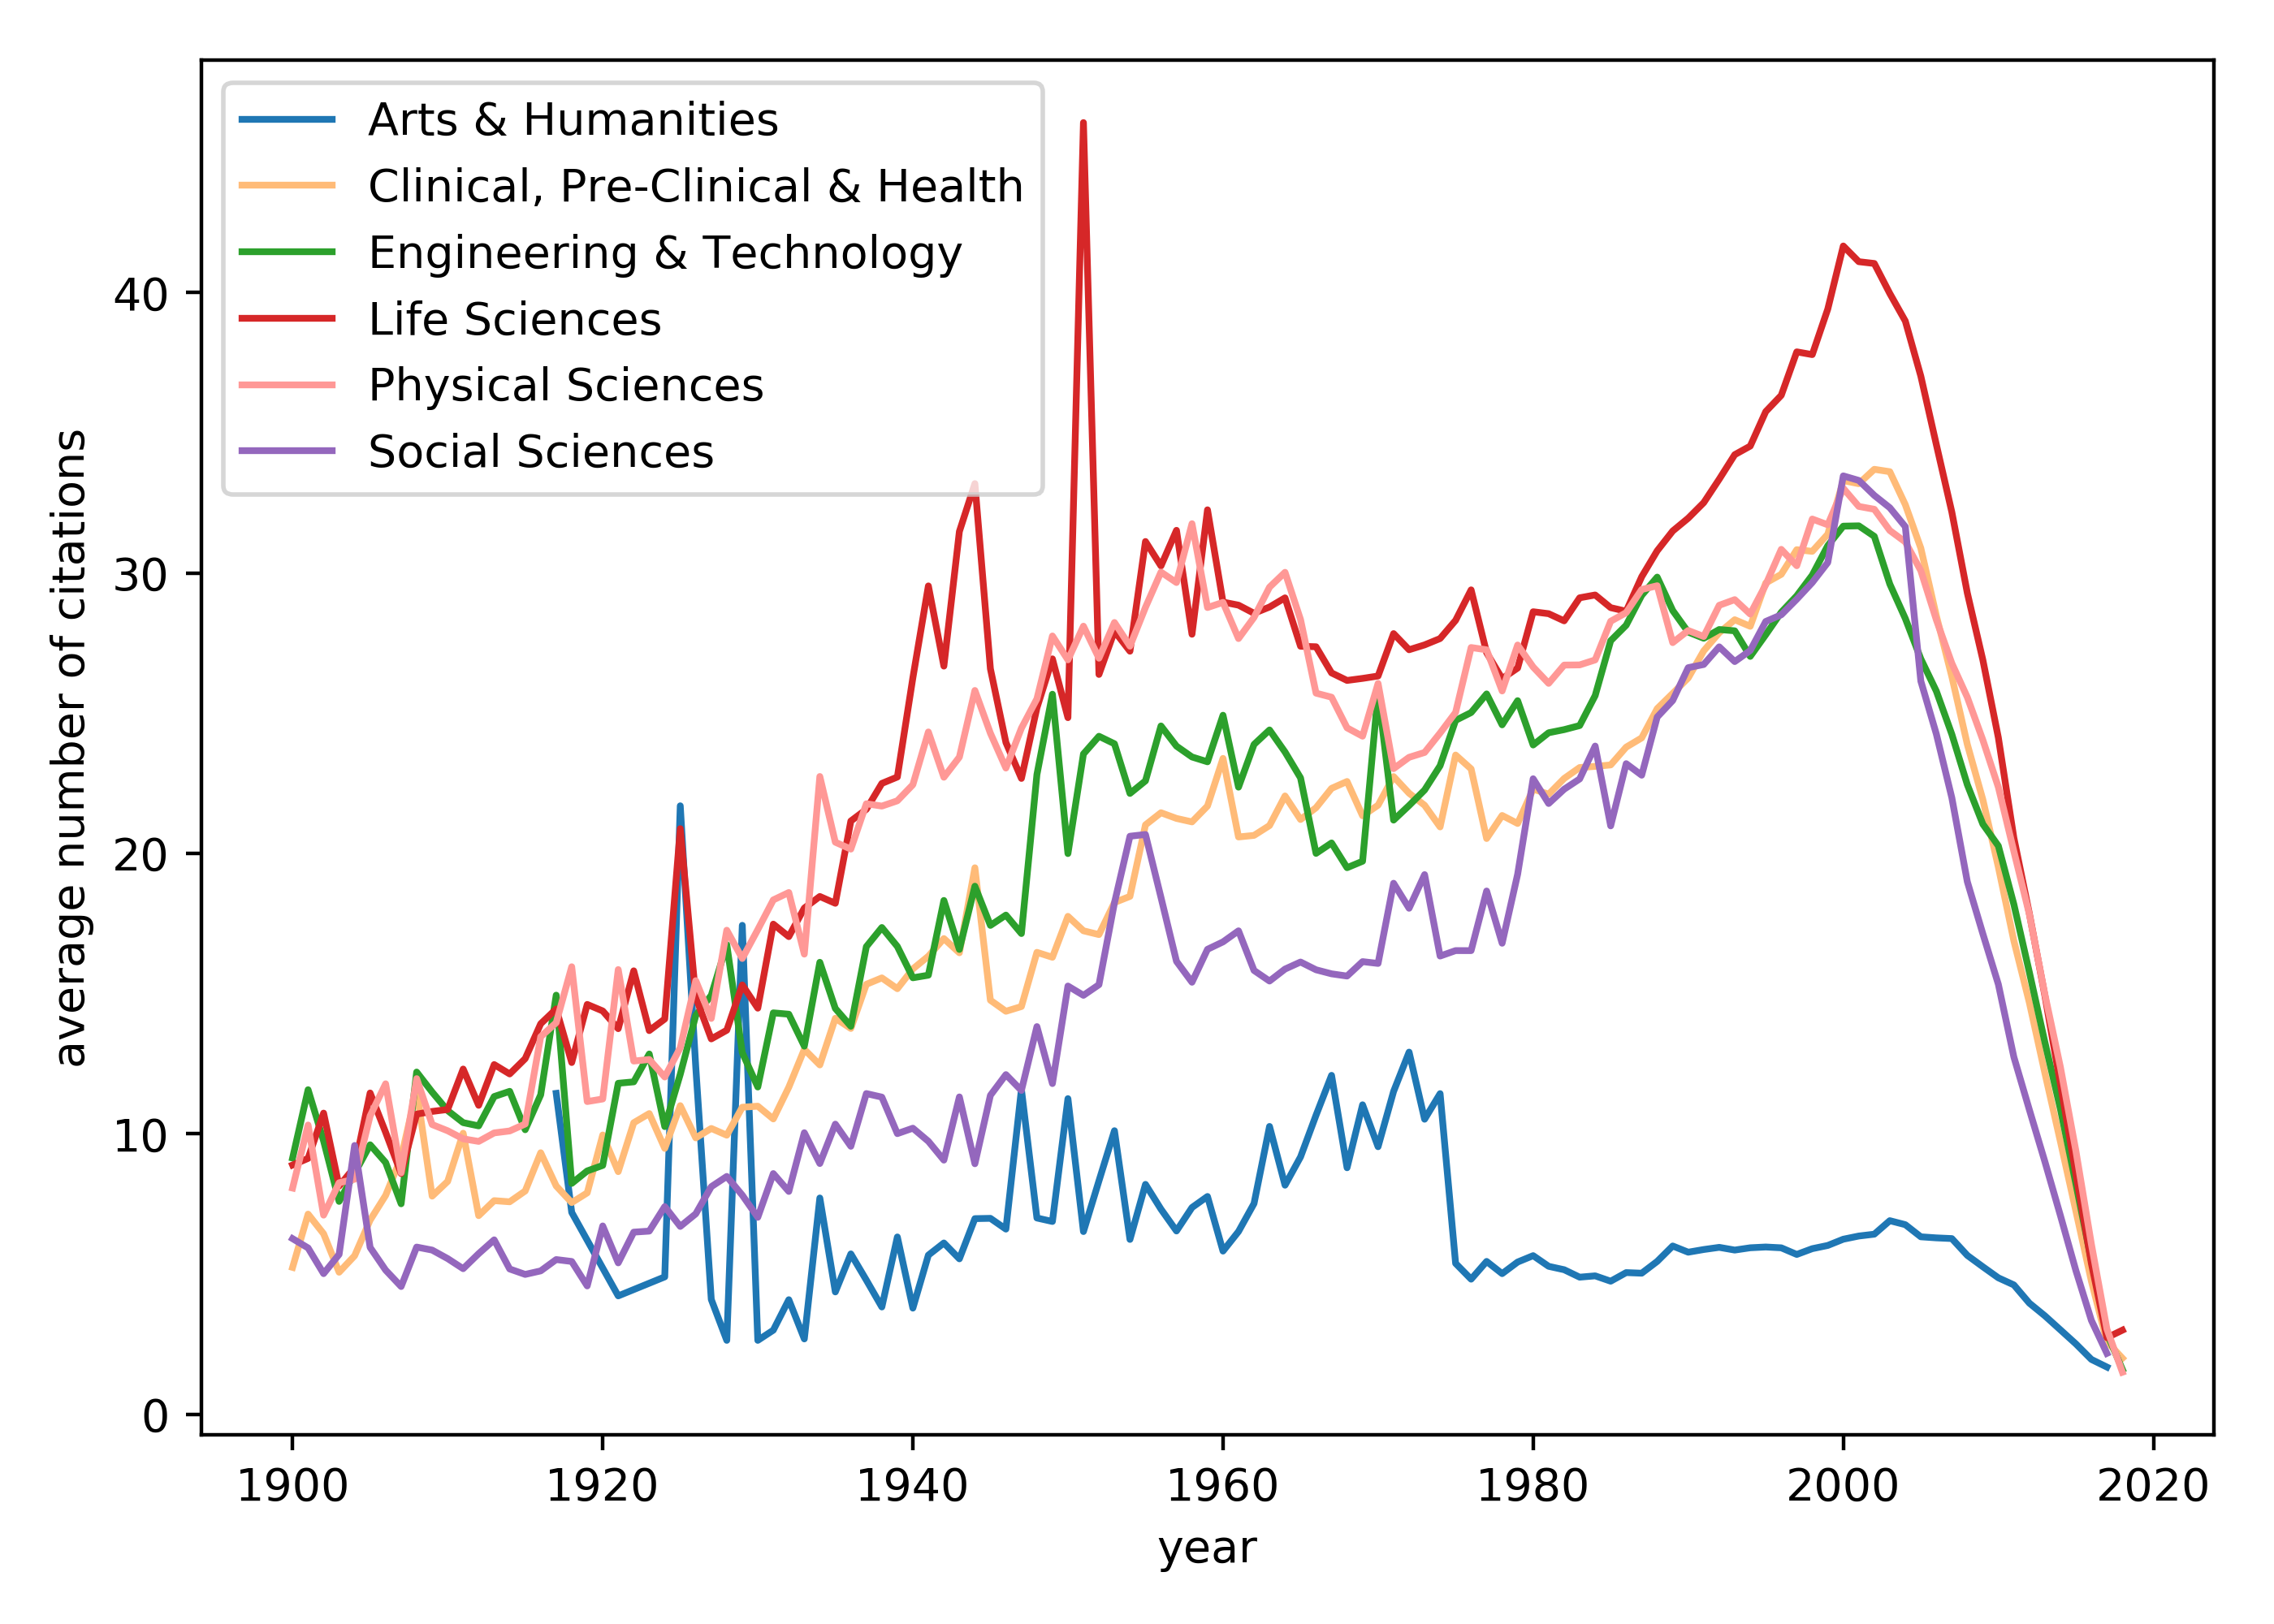 Arts & Humanities
Clinical, Pre-Clinical & Health
Engineering & Technology
Life Sciences
Physical Sciences
Social Sciences
average number of citations
40
30
20
10
0
1900 1920 1940 1960 1980 2000 2020
year